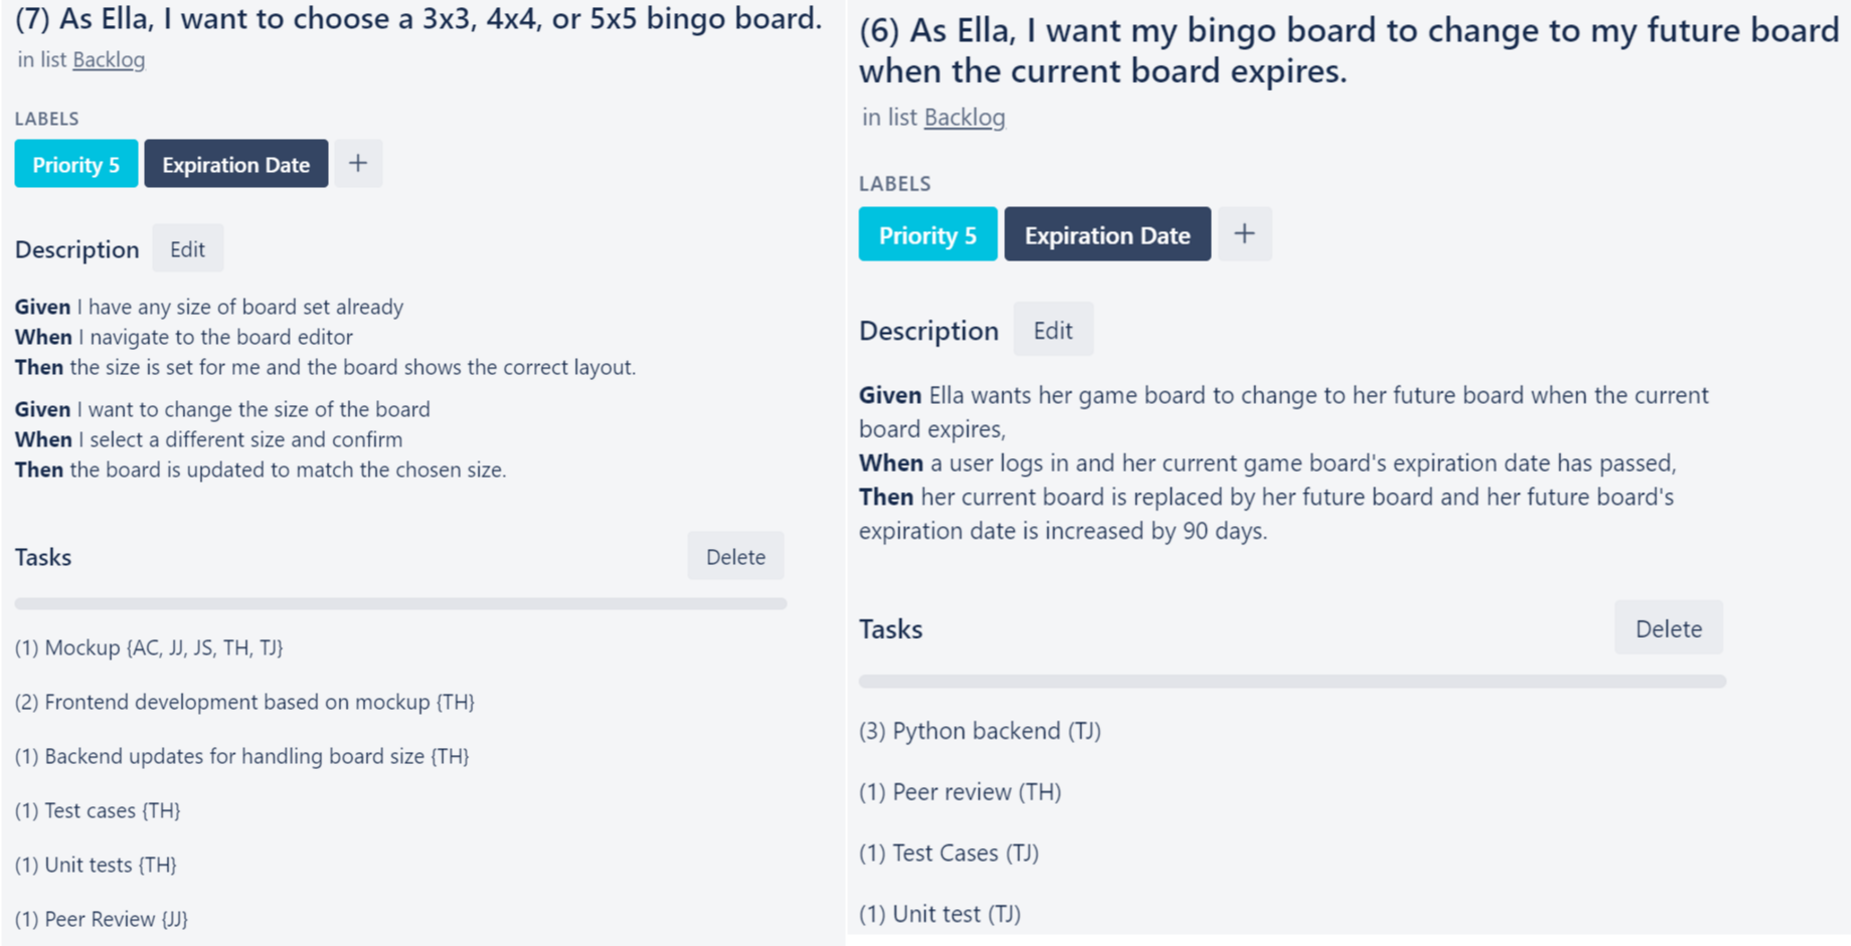 (7) As Ella, I want to choose a 3x3, 4x4, or 5x5 bingo board.
in list Backlog
LABELS
Priority 5 Expiration Date +
Description Edit
Given I have any size of board set already
When I navigate to the board editor
Then the size is set for me and the board shows the correct layout.
Given I want to change the size of the board
When I select a different size and confirm
Then the board is updated to match the chosen size.
Tasks Delete
(1) Mockup {AC, JJ, JS, TH, TJ}
(2) Frontend development based on mockup {TH}
(1) Backend updates for handling board size {TH}
(1) Test cases {TH}
(1) Unit tests {TH}
(1) Peer Review {JJ}
(6) As Ella, I want my bingo board to change to my future board
when the current board expires.
in list Backlog
LABELS
Priority 5 Expiration Date +
Description Edit
Given Ella wants her game board to change to her future board when the current
board expires,
When a user logs in and her current game board's expiration date has passed,
Then her current board is replaced by her future board and her future board's
expiration date is increased by 90 days.
Tasks Delete
(3) Python backend (TJ)
(1) Peer review (TH)
(1) Test Cases (TJ)
(1) Unit test (TJ)